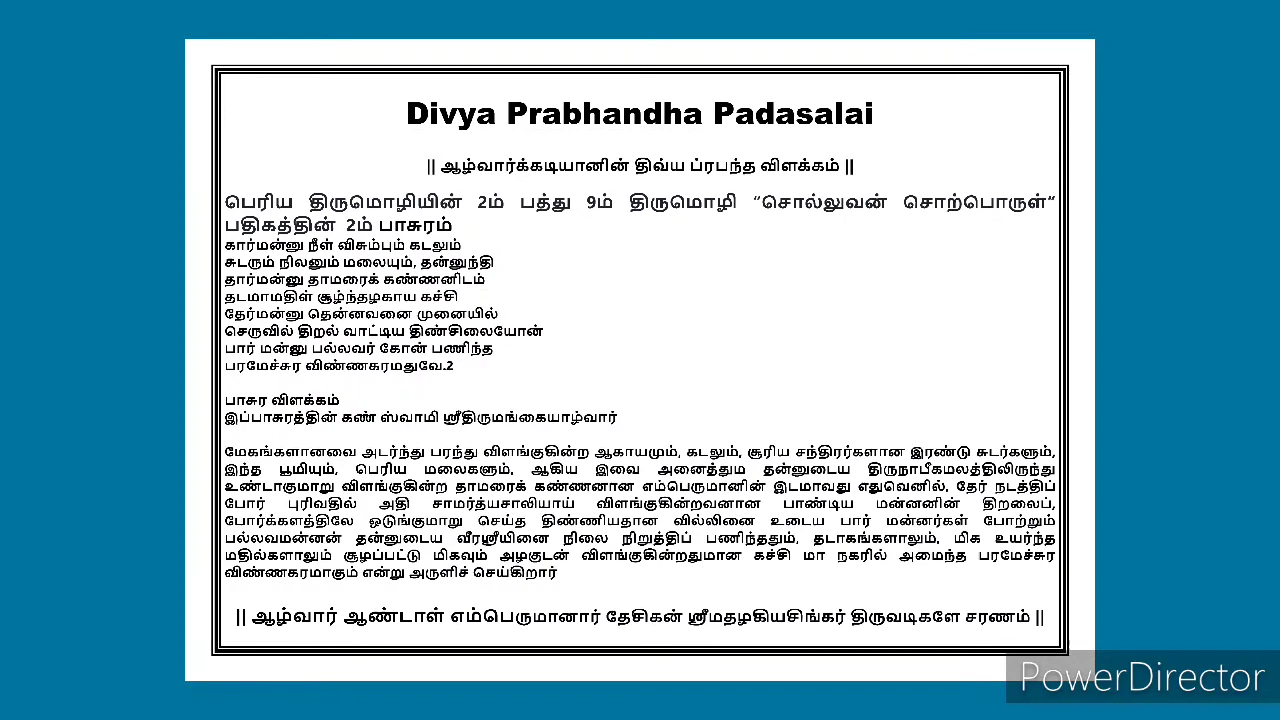 Divya Prabhandha Padasalai
|| ஆழ்வார்க்கடியானின் திவ்ய ப்ரபந்த விளக்கம் ||
பெரிய திருமொழியின் 2ம் பத்து 9ம் திருமொழி “சொல்லுவன் சொற்பொருள்”
பதிகத்தின் 2ம் பாசுரம்
கார்மன்னு நீள் விசும்பும் கடலும்
சுடரும் நிலனும் மலையும், தன்னுந்தி
தார்மன்னு தாமரைக் கண்ணனிடம்
தடமாமதிள் சூழ்ந்தழகாய கச்சி
தேர்மன்னு தென்னவனை முனையில்
செருவில் திறல் வாட்டிய திண்சிலையோன்
பார் மன்னு பல்லவர் கோன் பணிந்த
பரமேச்சுர விண்ணகரமதுவே.2
பாசுர விளக்கம்
இப்பாசுரத்தின் கண் ஸ்வாமி ஸ்ரீதிருமங்கையாழ்வார்
மேகங்களானவை அடர்ந்து பரந்து விளங்குகின்ற ஆகாயமும், கடலும், சூரிய சந்திரர்களான இரண்டு சுடர்களும்,
இந்த பூமியும், பெரிய மலைகளும், ஆகிய இவை அனைத்தும தன்னுடைய திருநாபீகமலத்திலிருந்து
உண்டாகுமாறு விளங்குகின்ற தாமரைக் கண்ணனான எம்பெருமானின் இடமாவது எதுவெனில், தேர் நடத்திப்
போர் புரிவதில் அதி சாமர்த்யசாலியாய் விளங்குகின்றவனான பாண்டிய மன்னனின் திறலைப்,
போர்க்களத்திலே ஒடுங்குமாறு செய்த திண்ணியதான வில்லினை உடைய பார் மன்னர்கள் போற்றும்
பல்லவமன்னன் தன்னுடைய வீரஸ்ரீயினை நிலை நிறுத்திப் பணிந்ததும், தடாகங்களாலும், மிக உயர்ந்த
மதில்களாலும் சூழப்பட்டு மிகவும் அழகுடன் விளங்குகின்றதுமான கச்சி மா நகரில் அமைந்த பரமேச்சுர
விண்ணகரமாகும் என்று அருளிச் செய்கிறார்
|| ஆழ்வார் ஆண்டாள் எம்பெருமானார் தேசிகன் ஸ்ரீமதழகியசிங்கர் திருவடிகளே சரணம் ||
PowerDirector